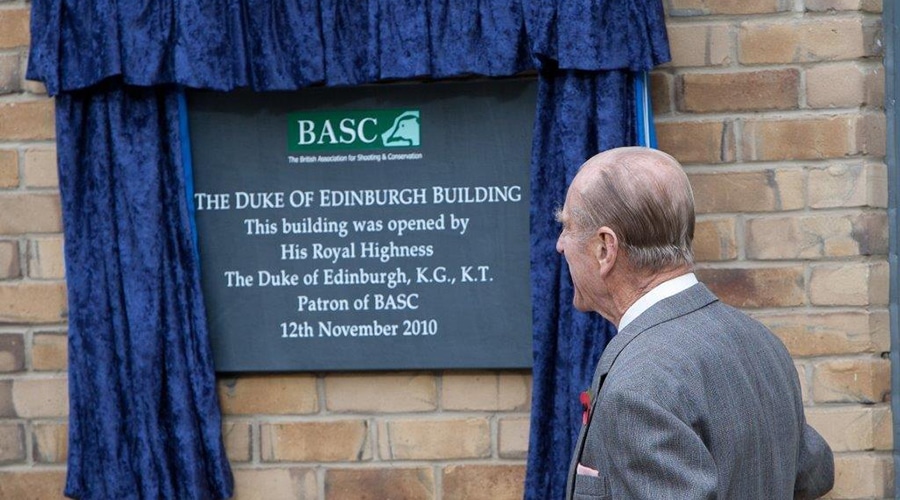 BASC
The British Association for Shooting & Conservation
THE DUKE OF EDINBURGH BUILDING
This building was opened by
His Royal Highness
The Duke of Edinburgh, K.G., K.T.
Patron of BASC
12th November 2010